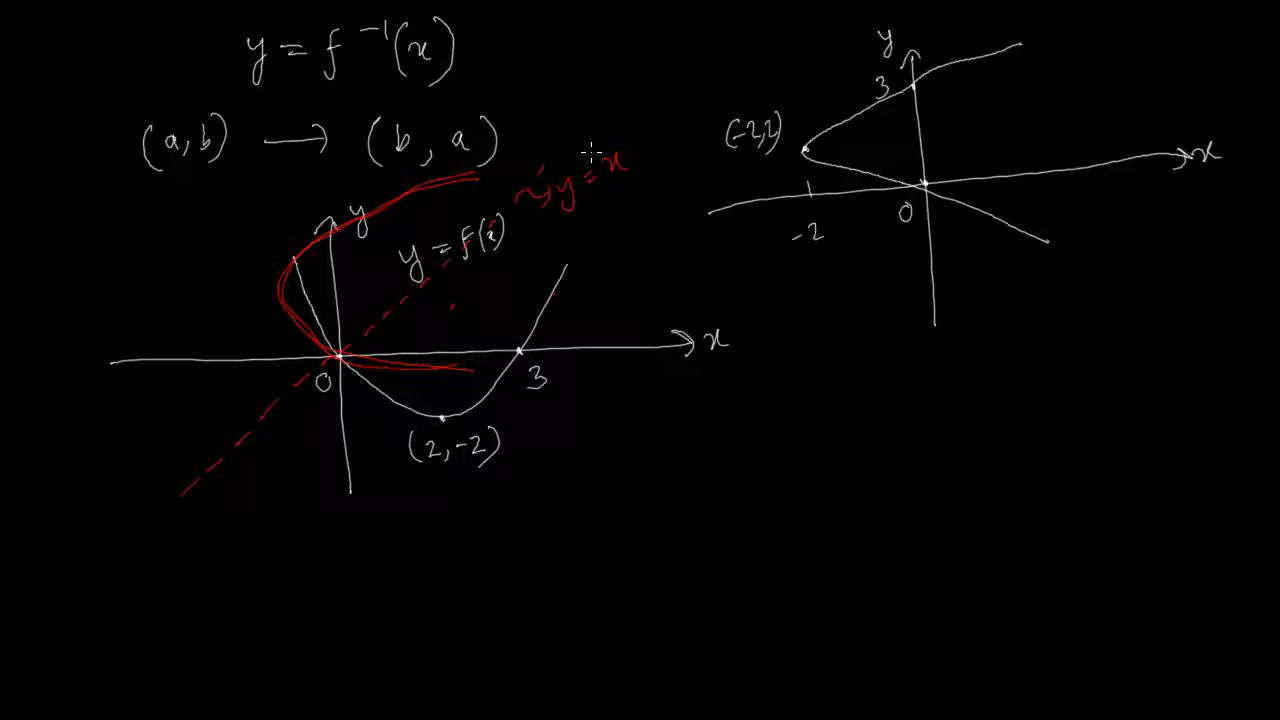 y = f⁻¹(x)
(a, b) ⟶ (b, a)
y = x
y
y = f(x)
x
0
3
(2, -2)
y
3
(-2, 2)
x
0
-2